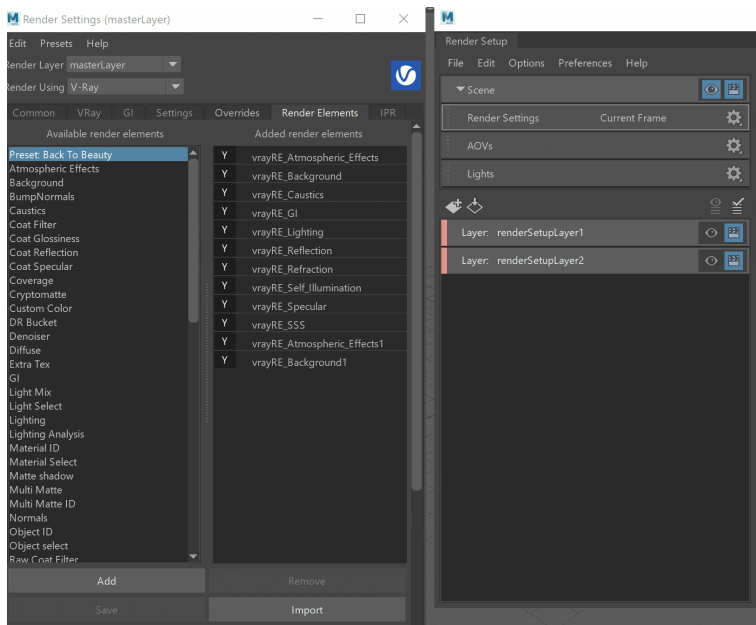 Render Settings (masterLayer)
Edit Presets Help
Render Layer masterLayer
Render Using V-Ray
Common VRay GI Settings Overrides Render Elements IPR
Available render elements
Preset: Back To Beauty
Atmospheric Effects
Background
BumpNormals
Caustics
Coat Filter
Coat Glossiness
Coat Reflection
Coat Specular
Coverage
Cryptomatte
Custom Color
DR Bucket
Denoiser
Diffuse
Extra Tex
GI
Light Mix
Light Select
Lighting
Lighting Analysis
Material ID
Material Select
Matte shadow
Multi Matte
Multi Matte ID
Normals
Object ID
Object select
Raw Coat Filter
Add
Save
Added render elements
Y vrayRE_Atmospheric_Effects
Y vrayRE_Background
Y vrayRE_Caustics
Y vrayRE_GI
Y vrayRE_Lighting
Y vrayRE_Reflection
Y vrayRE_Refraction
Y vrayRE_Self_Illumination
Y vrayRE_Specular
Y vrayRE_SSS
Y vrayRE_Atmospheric_Effects1
Y vrayRE_Background1
Remove
Import
Render Setup
File Edit Options Preferences Help
Scene
Render Settings Current Frame
AOVs
Lights
Layer: renderSetupLayer1
Layer: renderSetupLayer2